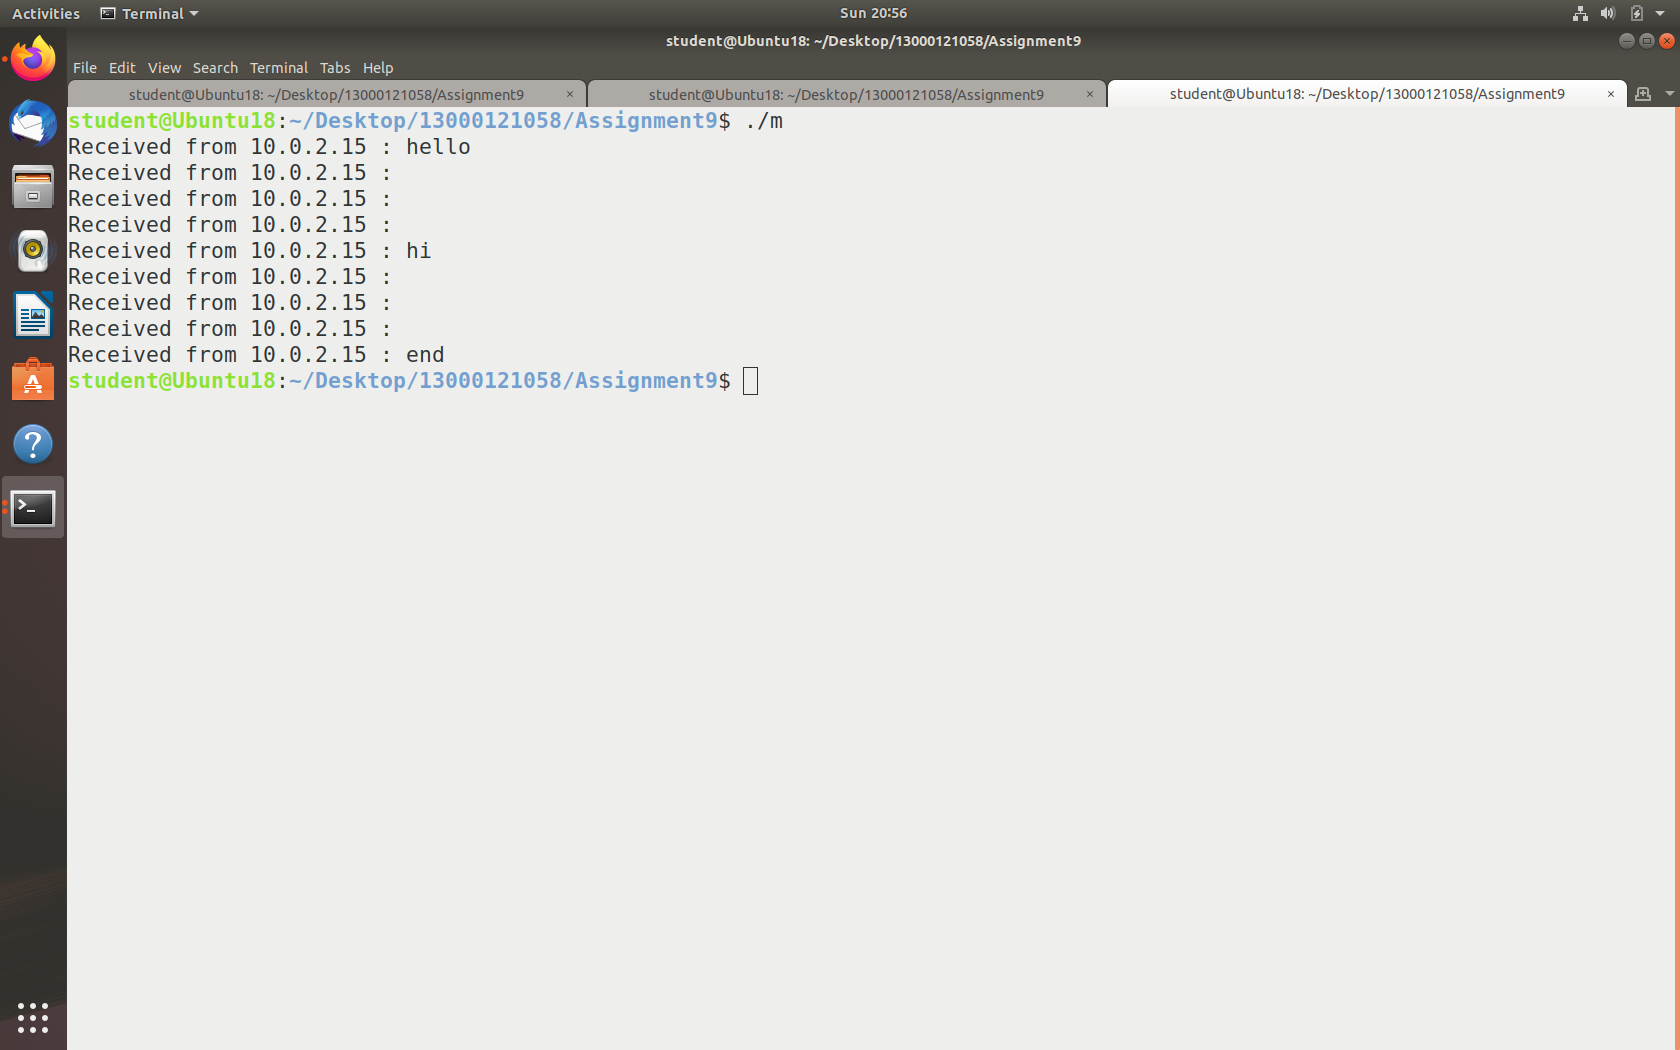 Activities Terminal Sun 20:56
student@Ubuntu18: ~/Desktop/13000121058/Assignment9
File Edit View Search Terminal Tabs Help
student@Ubuntu18: ~/Desktop/13000121058/Assignment9 × student@Ubuntu18: ~/Desktop/13000121058/Assignment9 × student@Ubuntu18: ~/Desktop/13000121058/Assignment9 ×
student@Ubuntu18:~/Desktop/13000121058/Assignment9$ ./m
Received from 10.0.2.15 : hello
Received from 10.0.2.15 :
Received from 10.0.2.15 :
Received from 10.0.2.15 :
Received from 10.0.2.15 : hi
Received from 10.0.2.15 :
Received from 10.0.2.15 :
Received from 10.0.2.15 :
Received from 10.0.2.15 : end
student@Ubuntu18:~/Desktop/13000121058/Assignment9$